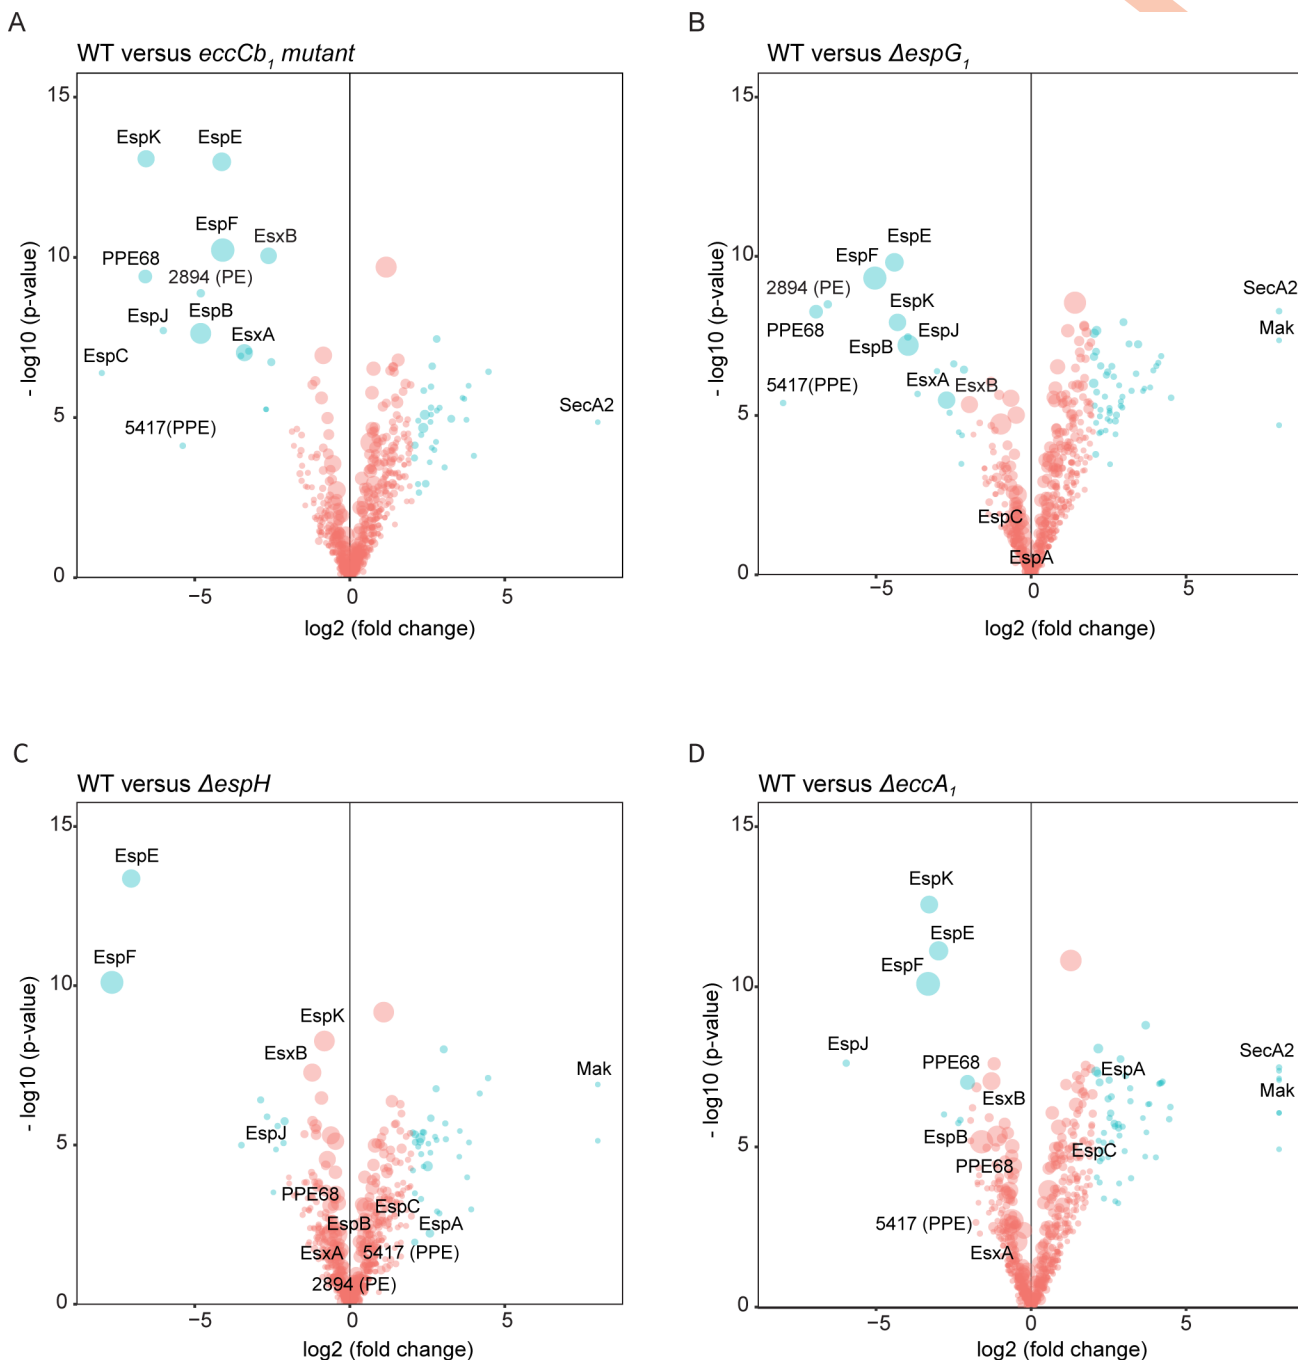 A
WT versus eccCb1 mutant
15
10
5
0
-log10 (p-value)
EspK
EspE
EspF
EsxB
PPE68
2894 (PE)
EspJ
EspB
EsxA
EspC
5417(PPE)
SecA2
−5
0
5
log2 (fold change)
B
WT versus ΔespG1
15
10
5
0
- log10 (p-value)
EspE
EspF
2894 (PE)
EspK
PPE68
EspJ
EspB
EsxA
EsxB
5417(PPE)
SecA2
Mak
EspC
EspA
−5
0
5
log2 (fold change)
C
WT versus ΔespH
15
10
5
0
- log10 (p-value)
EspE
EspF
EspK
EsxB
Mak
EspJ
PPE68
EspC
EspB
EspA
EsxA
5417 (PPE)
2894 (PE)
−5
0
5
log2 (fold change)
D
WT versus ΔeccA1
15
10
5
0
- log10 (p-value)
EspK
EspE
EspF
EspJ
PPE68
EspA
SecA2
Mak
EsxB
EspB
EspC
PPE68
5417 (PPE)
EsxA
−5
0
5
log2 (fold change)